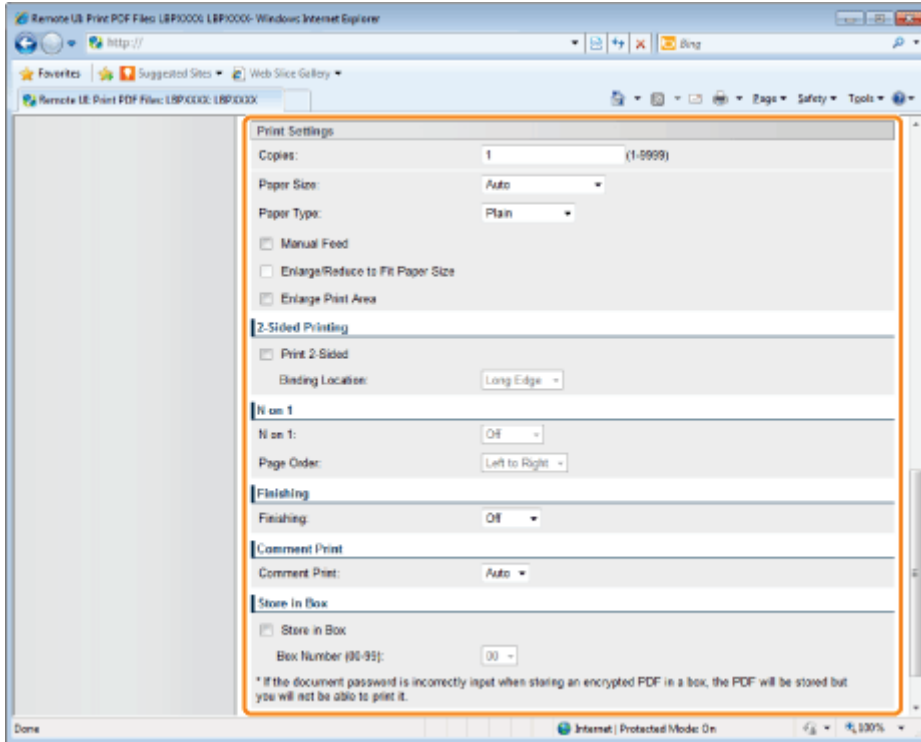 Remote UI: Print PDF Files: LBPXXXX: LBPXXXX- Windows Internet Explorer
http://
Bing
Favorites Suggested Sites Web Slice Gallery
Remote UI: Print PDF Files: LBPXXXX: LBPXXXX
Page Safety Tools
Print Settings
Copies: 1 (1-9999)
Paper Size: Auto
Paper Type: Plain
Manual Feed
Enlarge/Reduce to Fit Paper Size
Enlarge Print Area
2-Sided Printing
Print 2-Sided
Binding Location: Long Edge
N on 1
N on 1: Off
Page Order: Left to Right
Finishing
Finishing: Off
Comment Print
Comment Print: Auto
Store in Box
Store in Box
Box Number (00-99): 00
* If the document password is incorrectly input when storing an encrypted PDF in a box, the PDF will be stored but
you will not be able to print it.
Done Internet | Protected Mode: On 100%